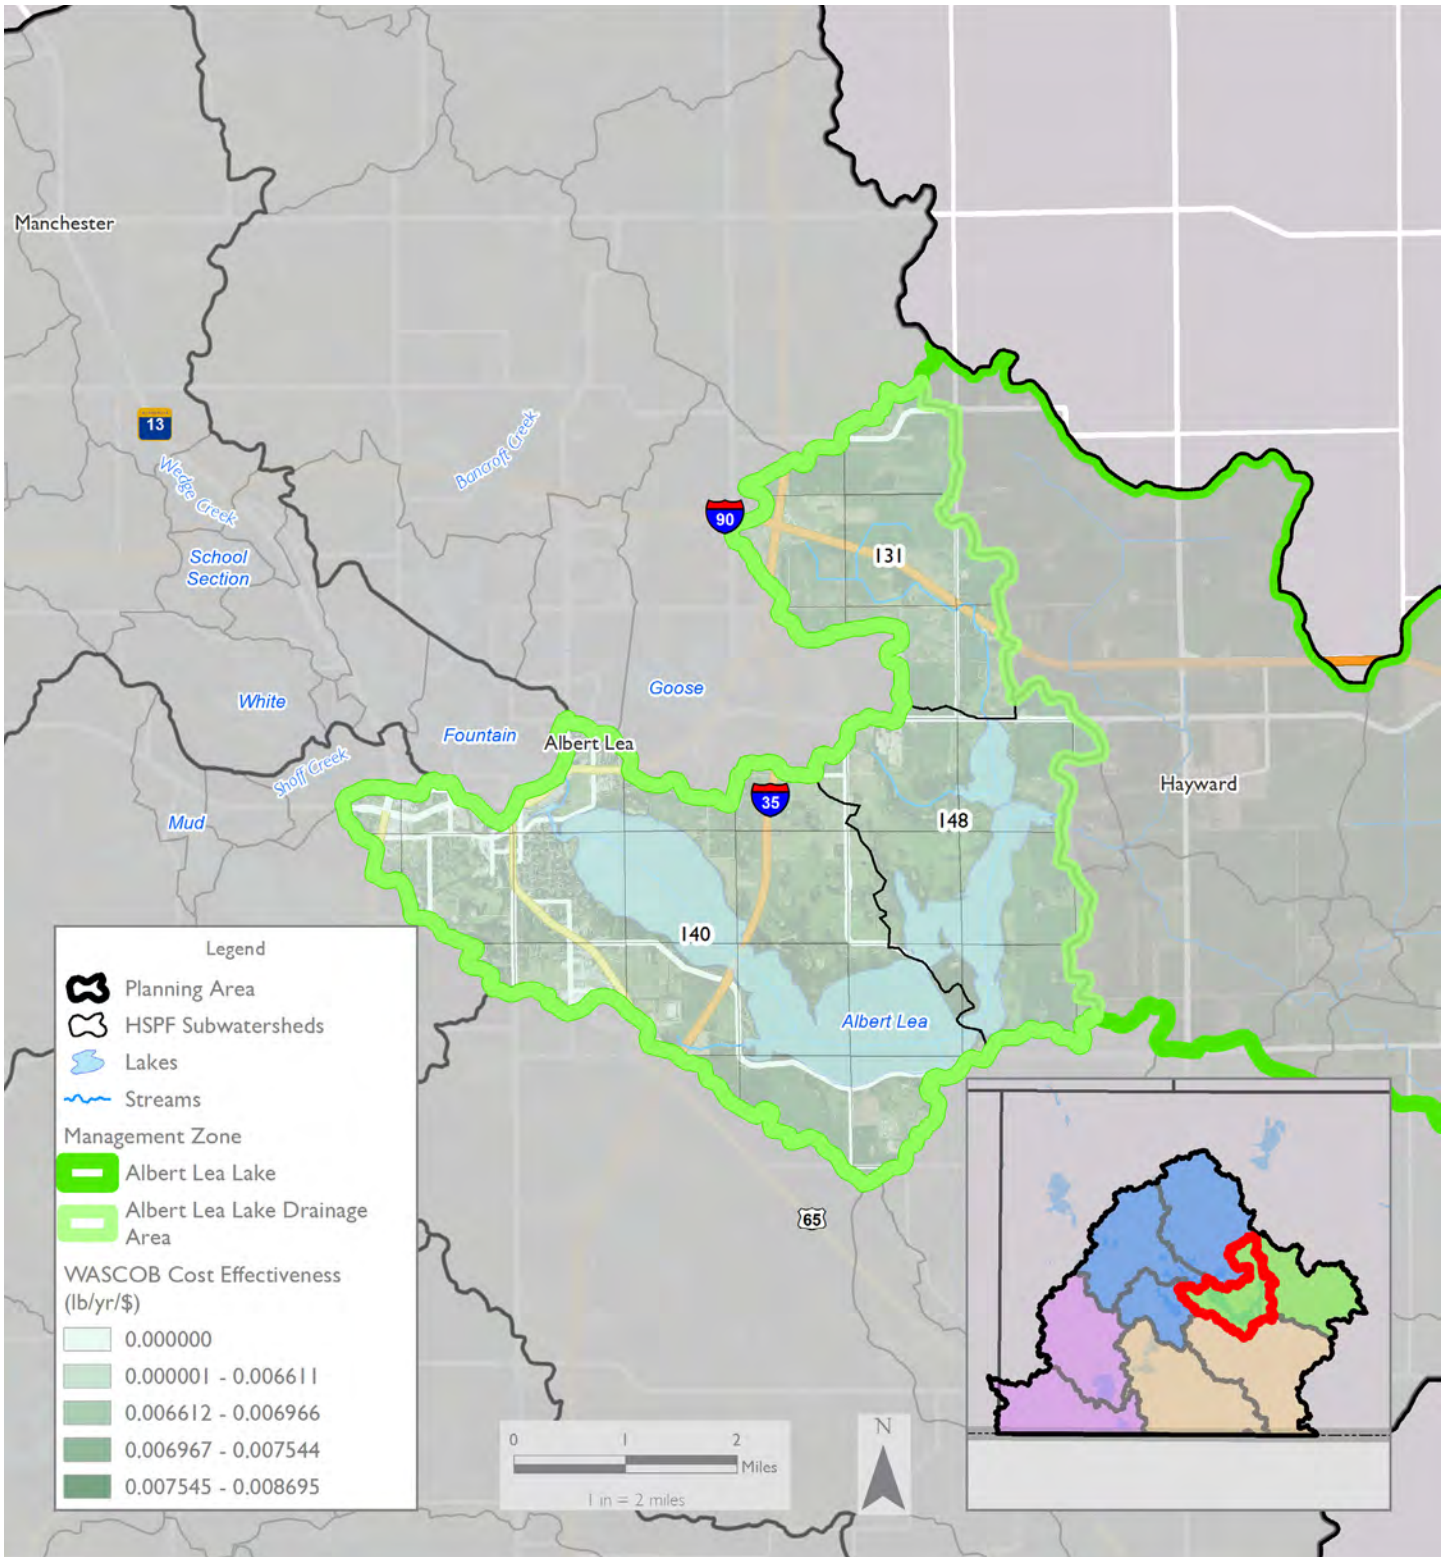 Manchester
13
Wedge Creek
School
Section
Bancroft Creek
90
131
White
Goose
Fountain
Albert Lea
Shoff Creek
Mud
35
148
Hayward
140
Albert Lea
65
Legend
Planning Area
HSPF Subwatersheds
Lakes
Streams
Management Zone
Albert Lea Lake
Albert Lea Lake Drainage
Area
WASCOB Cost Effectiveness
(lb/yr/$)
0.000000
0.000001 - 0.006611
0.006612 - 0.006966
0.006967 - 0.007544
0.007545 - 0.008695
0 1 2
Miles
1 in = 2 miles
N